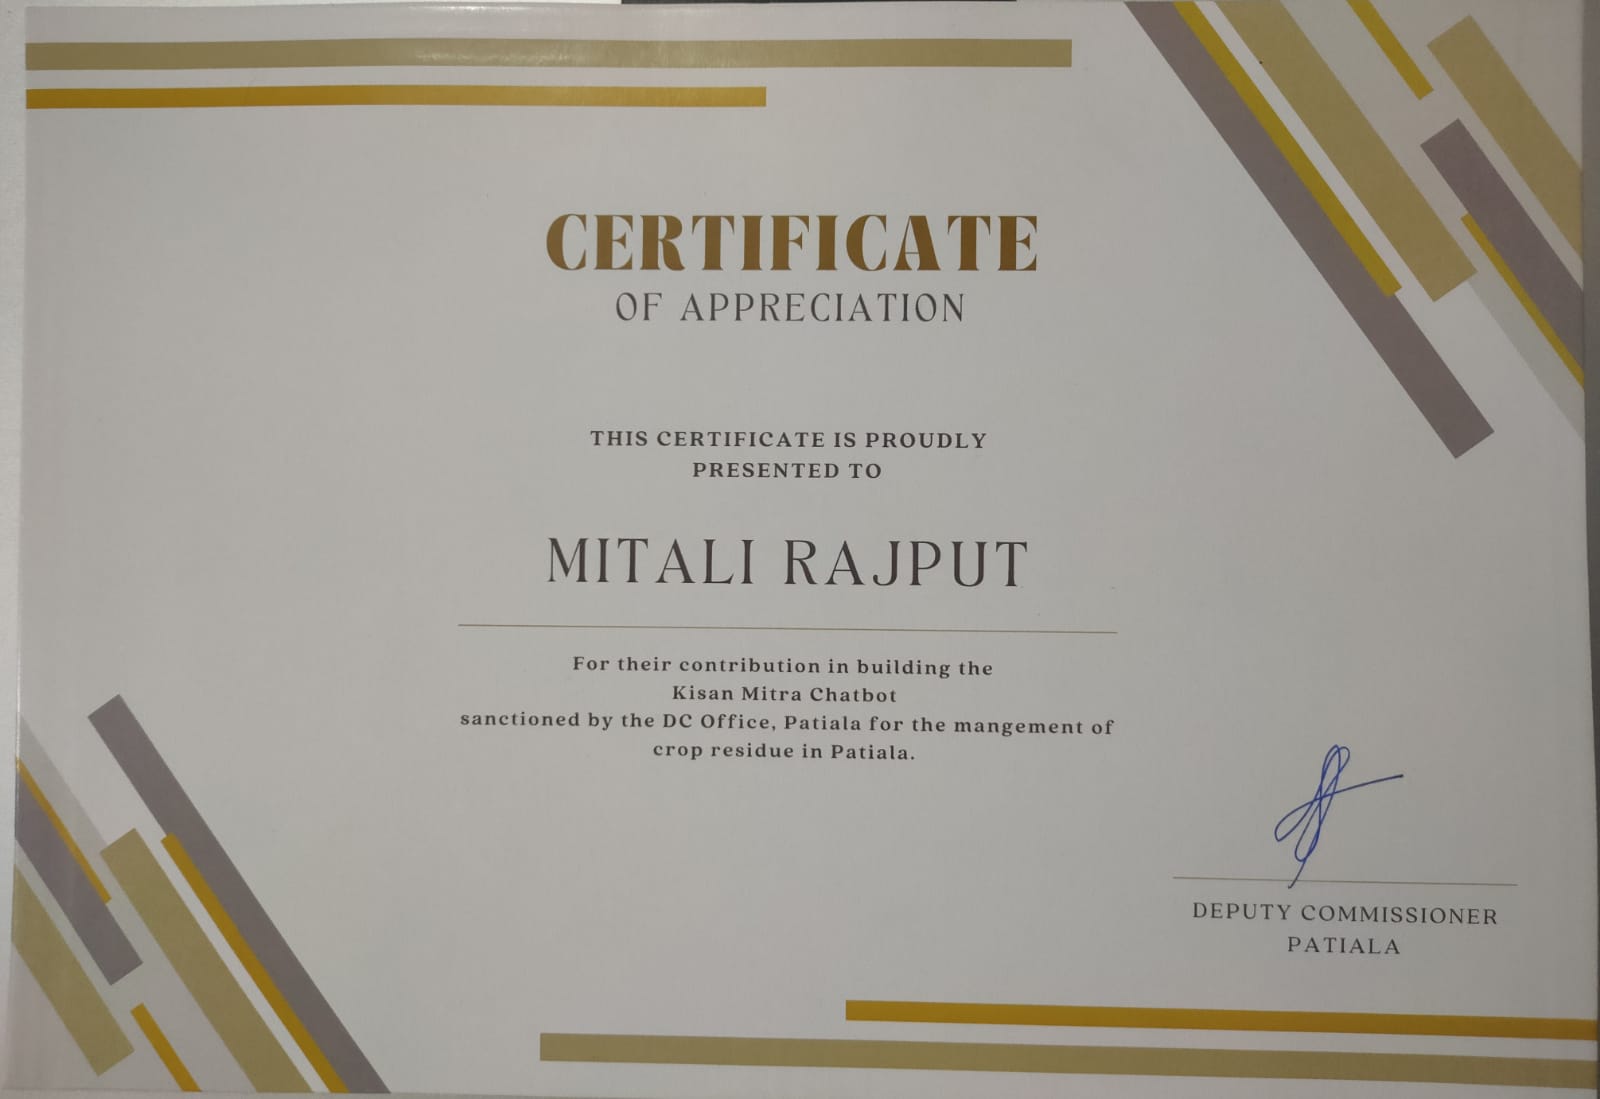 CERTIFICATE
OF APPRECIATION
THIS CERTIFICATE IS PROUDLY
PRESENTED TO
MITALI RAJPUT
For their contribution in building the
Kisan Mitra Chatbot
sanctioned by the DC Office, Patiala for the mangement of
crop residue in Patiala.
DEPUTY COMMISSIONER
PATIALA